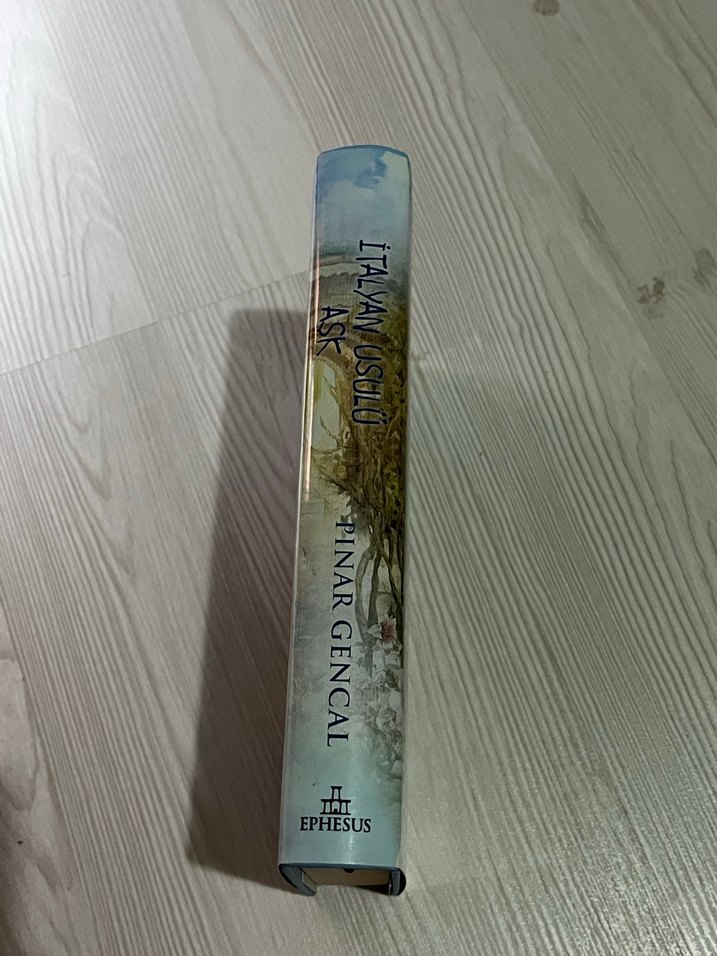 İTALYAN USULÜ
AŞK
PINAR GENCAL
EPHESUS